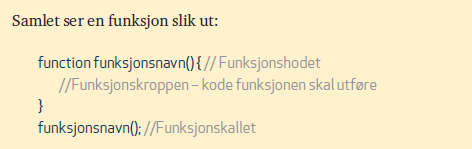 Samlet ser en funksjon slik ut:
function funksjonsnavn() { // Funksjonshodet
//Funksjonskroppen – kode funksjonen skal utføre
}
funksjonsnavn(); //Funksjonskallet